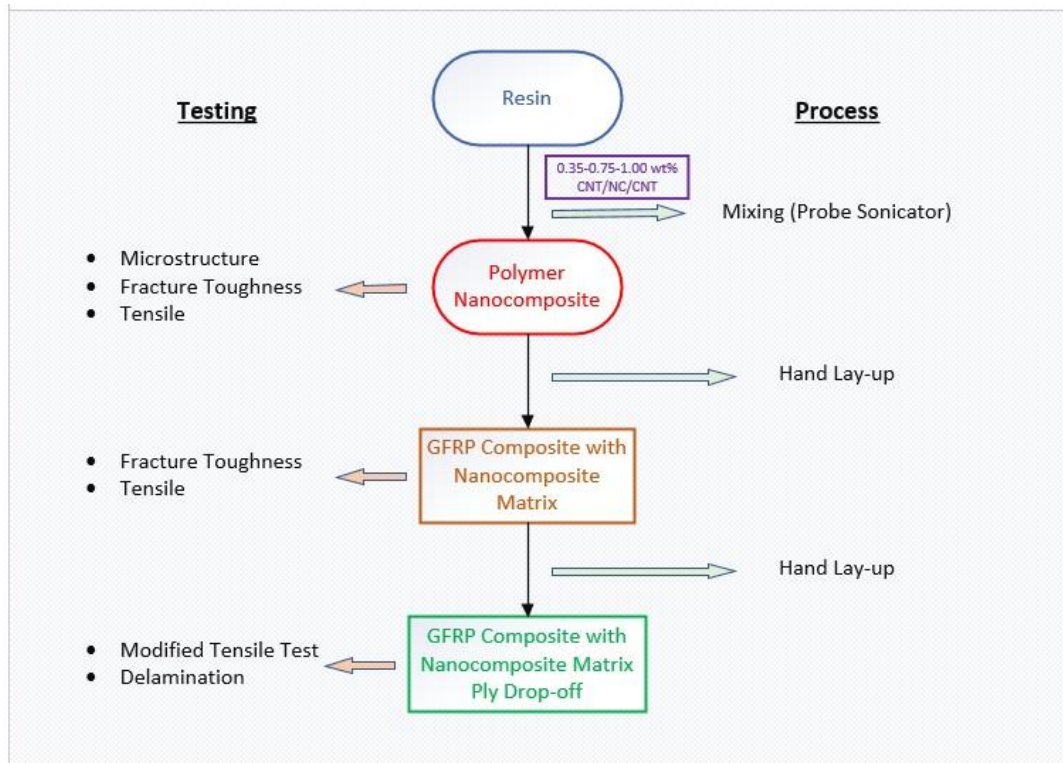 Resin
Testing
Process
0.35-0.75-1.00 wt%
CNT/NC/CNT
Mixing (Probe Sonicator)
• Microstructure
• Fracture Toughness
• Tensile
Polymer
Nanocomposite
Hand Lay-up
• Fracture Toughness
• Tensile
GFRP Composite with
Nanocomposite
Matrix
Hand Lay-up
• Modified Tensile Test
• Delamination
GFRP Composite with
Nanocomposite Matrix
Ply Drop-off